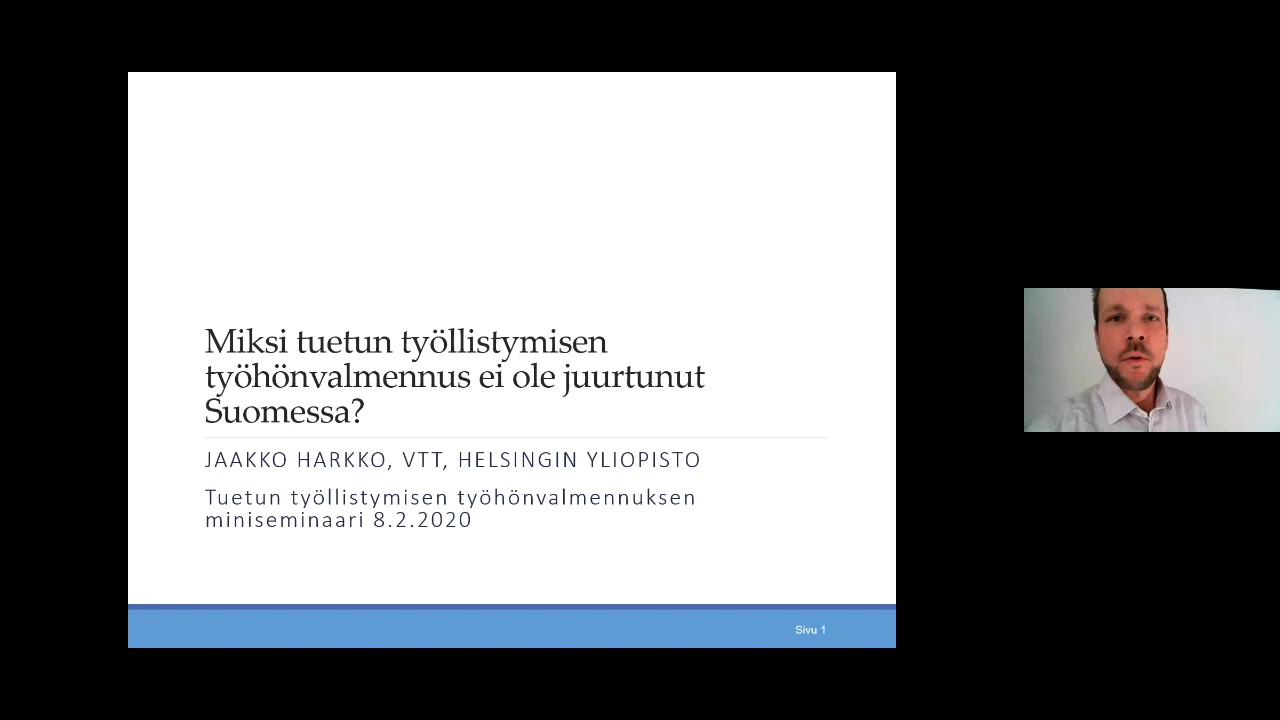 Miksi tuetun työllistymisen
työhönvalmennus ei ole juurtunut
Suomessa?
JAAKKO HARKKO, VTT, HELSINGIN YLIOPISTO
Tuetun työllistymisen työhönvalmennuksen
miniseminaari 8.2.2020
Sivu 1